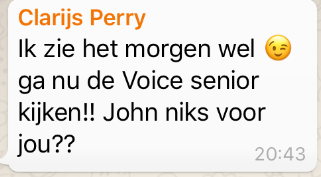 Clarijs Perry
Ik zie het morgen wel 😉
ga nu de Voice senior
kijken!! John niks voor
jou??
20:43